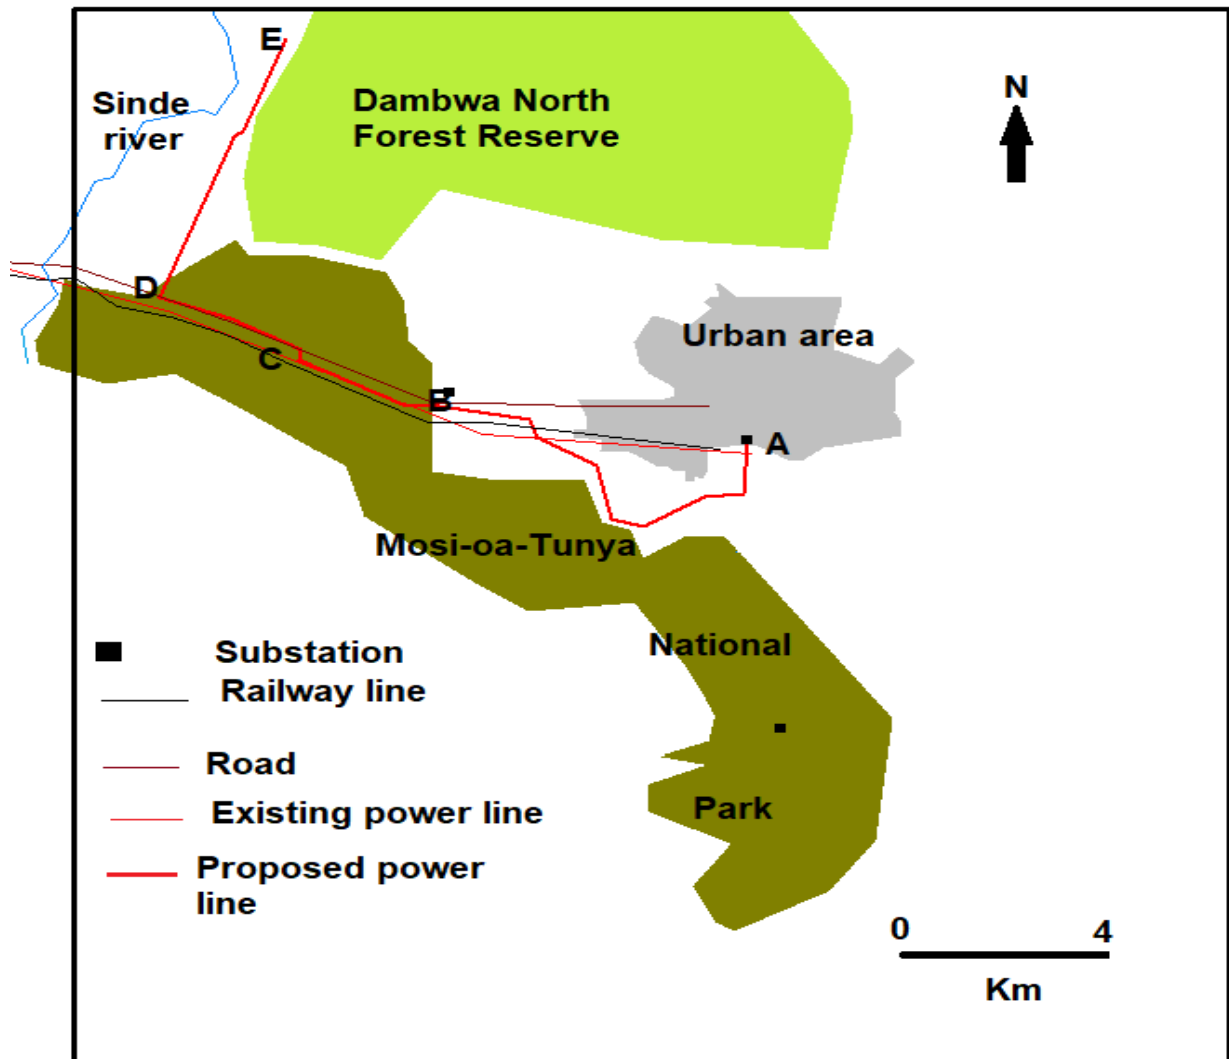 E
Sinde
river
Dambwa North
Forest Reserve
N
D
Urban area
C
B
A
Mosi-oa-Tunya
National
Park
Substation
Railway line
Road
Existing power line
Proposed power
line
0 4
Km